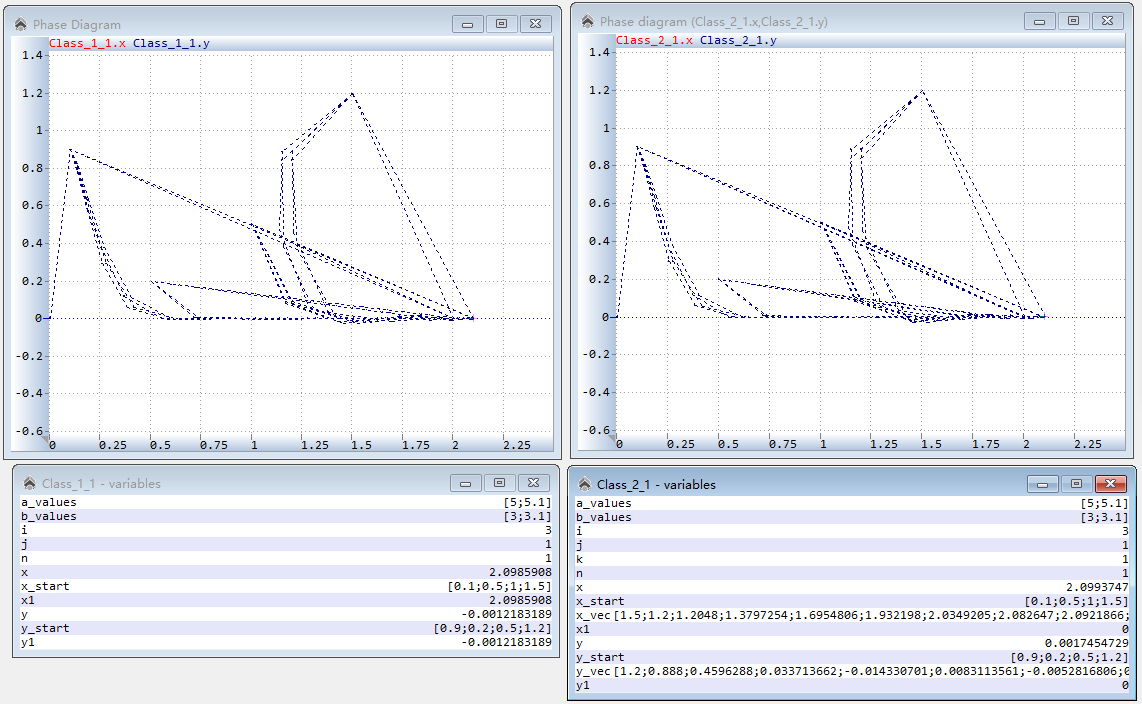 Phase Diagram
Class_1_1.x Class_1_1.y
1.4
1.2
1
0.8
0.6
0.4
0.2
0
-0.2
-0.4
-0.6
0 0.25 0.5 0.75 1 1.25 1.5 1.75 2 2.25
Phase diagram (Class_2_1.x,Class_2_1.y)
Class_2_1.x Class_2_1.y
1.4
1.2
1
0.8
0.6
0.4
0.2
0
-0.2
-0.4
-0.6
0 0.25 0.5 0.75 1 1.25 1.5 1.75 2 2.25
Class_1_1 - variables
a_values [5;5.1]
b_values [3;3.1]
i 3
j 1
n 1
x 2.0985908
x_start [0.1;0.5;1;1.5]
x1 2.0985908
y -0.0012183189
y_start [0.9;0.2;0.5;1.2]
y1 -0.0012183189
Class_2_1 - variables
a_values [5;5.1]
b_values [3;3.1]
i 3
j 1
k 1
n 1
x 2.0993747
x_start [0.1;0.5;1;1.5]
x_vec[1.5;1.2;1.2048;1.3797254;1.6954806;1.932198;2.0349205;2.082647;2.0921866;
x1 0
y 0.0017454729
y_start [0.9;0.2;0.5;1.2]
y_vec[1.2;0.888;0.4596288;0.033713662;-0.014330701;0.0083113561;-0.0052816806;0
y1 0